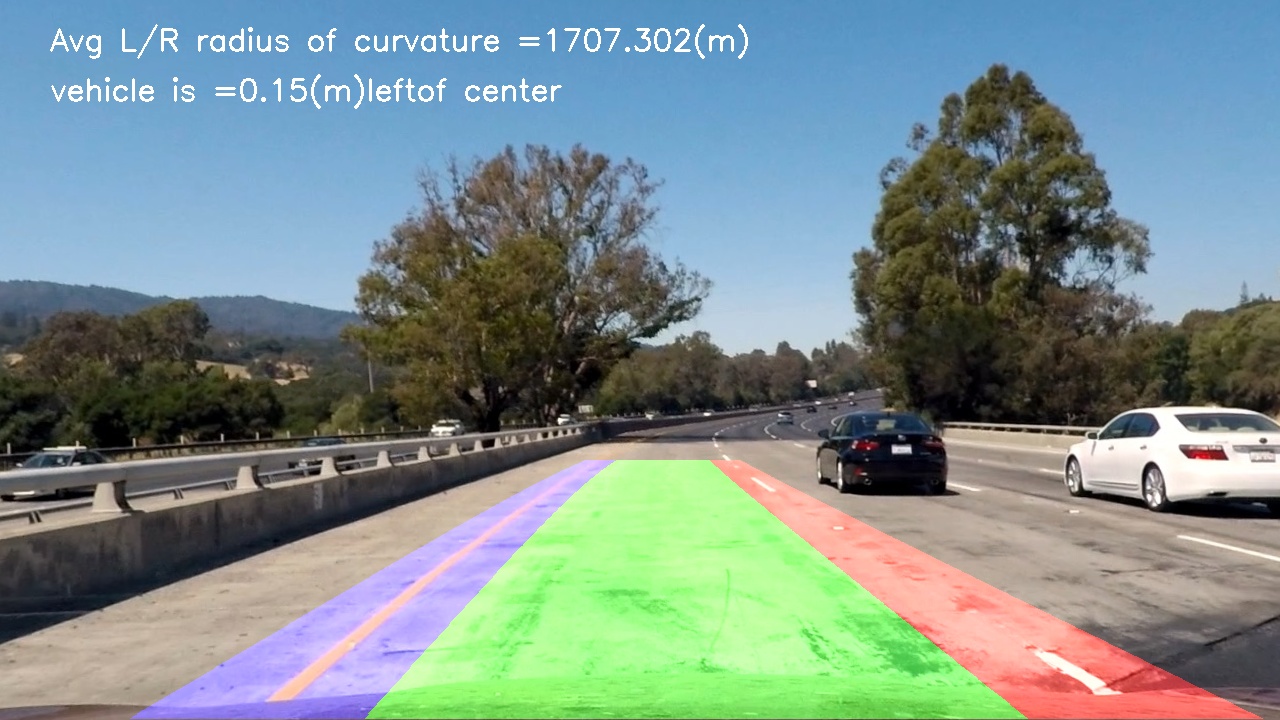 Avg L/R radius of curvature =1707.302(m)
vehicle is =0.15(m)leftof center